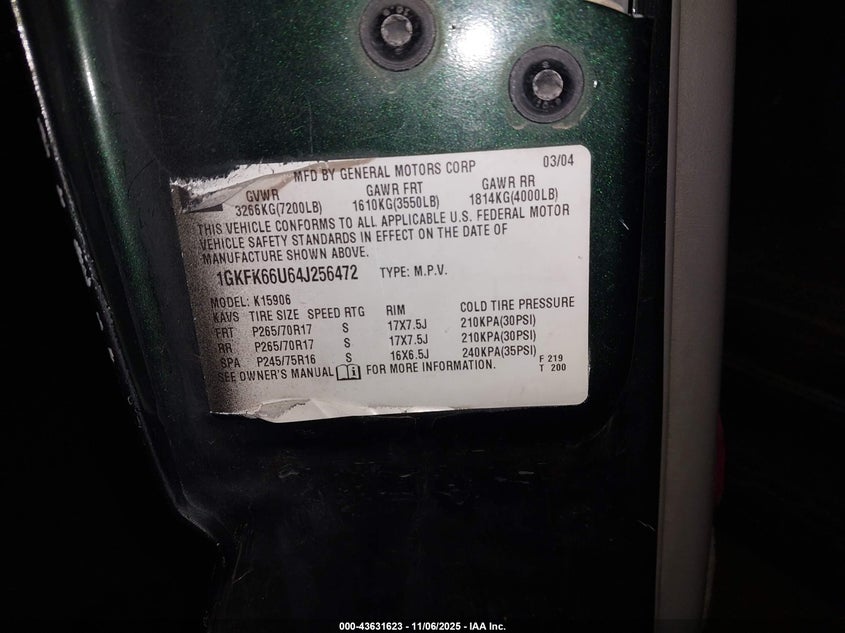 MFD BY GENERAL MOTORS CORP 03/04
GVWR GAWR FRT GAWR RR
3266KG(7200LB) 1610KG(3550LB) 1814KG(4000LB)
THIS VEHICLE CONFORMS TO ALL APPLICABLE U.S. FEDERAL MOTOR
VEHICLE SAFETY STANDARDS IN EFFECT ON THE DATE OF
MANUFACTURE SHOWN ABOVE.
1GKFK66U64J256472 TYPE: M.P.V.
MODEL: K15906
KAVS TIRE SIZE SPEED RTG RIM COLD TIRE PRESSURE
FRT P265/70R17 S 17X7.5J 210KPA(30PSI)
RR P265/70R17 S 17X7.5J 210KPA(30PSI)
SPA P245/75R16 S 16X6.5J 240KPA(35PSI)
SEE OWNER'S MANUAL FOR MORE INFORMATION.
F 219
T 200
000-43631623 - 11/06/2025 - IAA Inc.